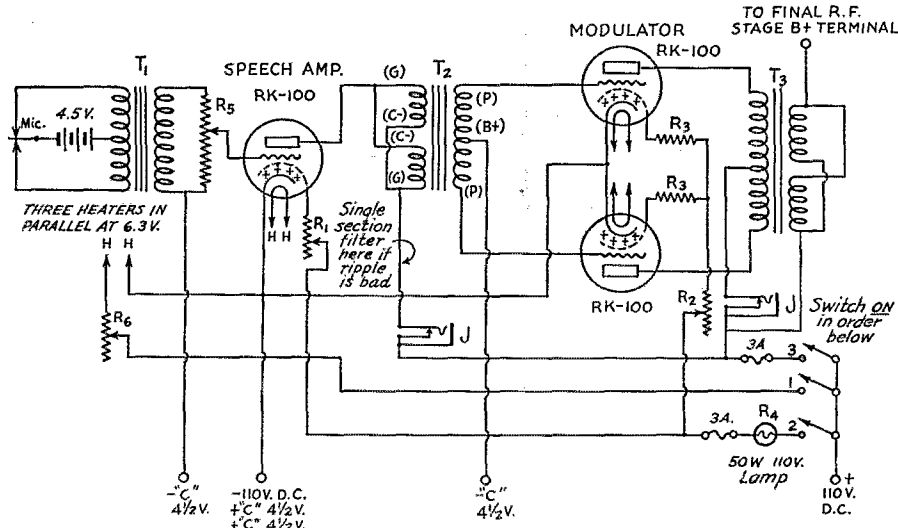 TO FINAL R.F.
STAGE B+ TERMINAL
MODULATOR
RK-100
T1
SPEECH AMP.
RK-100
(G)
T2
(P)
T3
4.5 V.
Mic.
R5
(C-)
(C-)
(B+)
R3
(G)
(P)
R3
THREE HEATERS IN
PARALLEL AT 6.3 V.
H H
H H
R1
Single
section
filter
here if
ripple
is bad
RK-100
R2
R6
J
J
Switch ON
in order
below
3A
3
1
3A.
R4
2
50W 110V.
Lamp
-"C"
4½V.
-110V. D.C.
+"C" 4½V.
+"C" 4½V.
-"C"
4½V.
+
110V.
D.C.